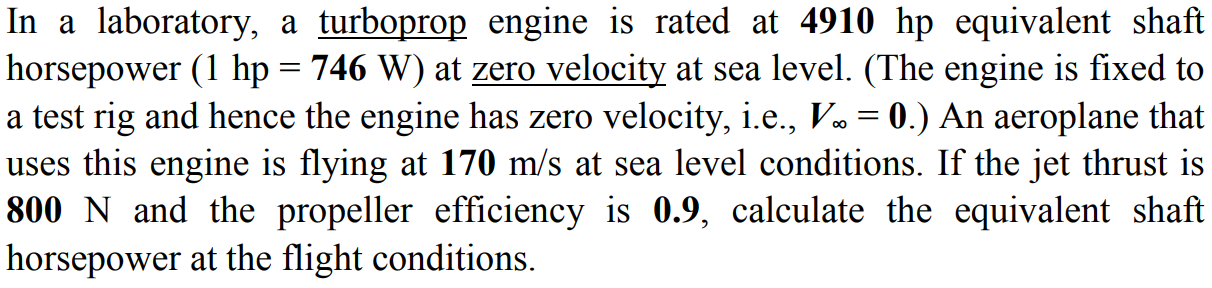 In a laboratory, a turboprop engine is rated at 4910 hp equivalent shaft
horsepower (1 hp = 746 W) at zero velocity at sea level. (The engine is fixed to
a test rig and hence the engine has zero velocity, i.e., V∞ = 0.) An aeroplane that
uses this engine is flying at 170 m/s at sea level conditions. If the jet thrust is
800 N and the propeller efficiency is 0.9, calculate the equivalent shaft
horsepower at the flight conditions.